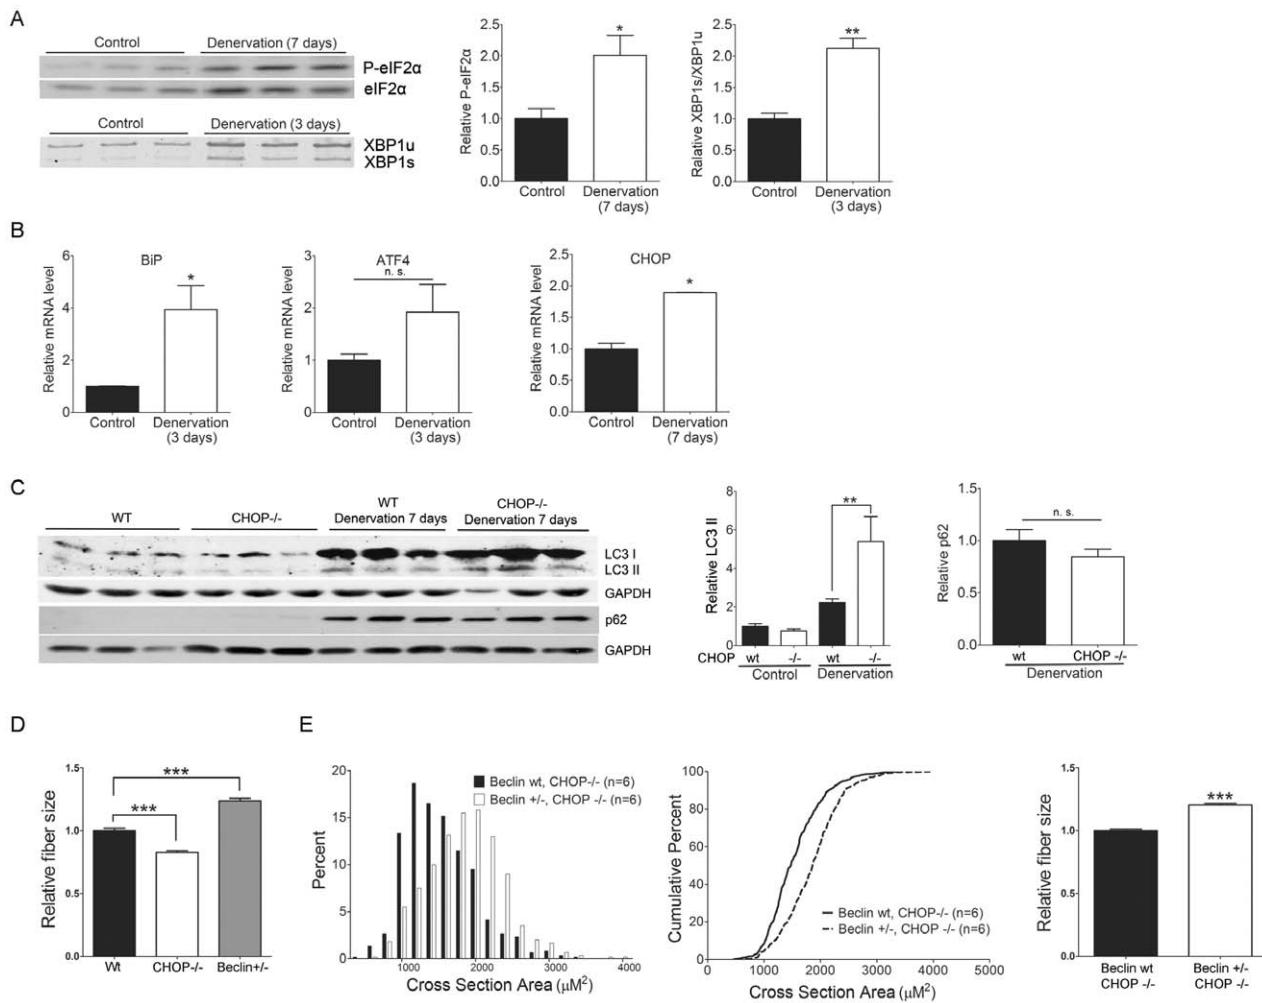 A
Control
Denervation (7 days)
P-eIF2α
eIF2α
Control
Denervation (3 days)
XBP1u
XBP1s
Relative P-eIF2α
2.5
2.0
1.5
1.0
0.5
0.0
*
Control
Denervation
(7 days)
Ralative XBP1s/XBP1u
2.5
2.0
1.5
1.0
0.5
0.0
**
Control
Denervation
(3 days)
B
BiP
Relative mRNA level
6
4
2
0
*
Control
Denervation
(3 days)
ATF4
n. s.
Relative mRNA level
3
2
1
0
Control
Denervation
(3 days)
CHOP
Relative mRNA level
2.5
2.0
1.5
1.0
0.5
0.0
*
Control
Denervation
(7 days)
C
WT
CHOP-/-
WT
Denervation 7 days
CHOP-/-
Denervation 7 days
LC3 I
LC3 II
GAPDH
p62
GAPDH
Relative LC3 II
8
6
4
2
0
**
CHOP wt -/- wt -/-
Control
Denervation
Relative p62
1.5
1.0
0.5
0.0
n. s.
wt
CHOP -/-
Denervation
D
Relative fiber size
1.5
1.0
0.5
0.0
***
***
Wt
CHOP-/-
Beclin+/-
E
Percent
20
15
10
5
0
Beclin wt, CHOP-/- (n=6)
Beclin +/-, CHOP -/- (n=6)
1000
2000
3000
4000
Cross Section Area (μM²)
Cumulative Percent
100
80
60
40
20
0
Beclin wt, CHOP-/- (n=6)
Beclin +/-, CHOP -/- (n=6)
0
1000
2000
3000
4000
5000
Cross Section Area (μM²)
Relative fiber size
1.5
1.0
0.5
0.0
***
Beclin wt
CHOP -/-
Beclin +/-
CHOP -/-